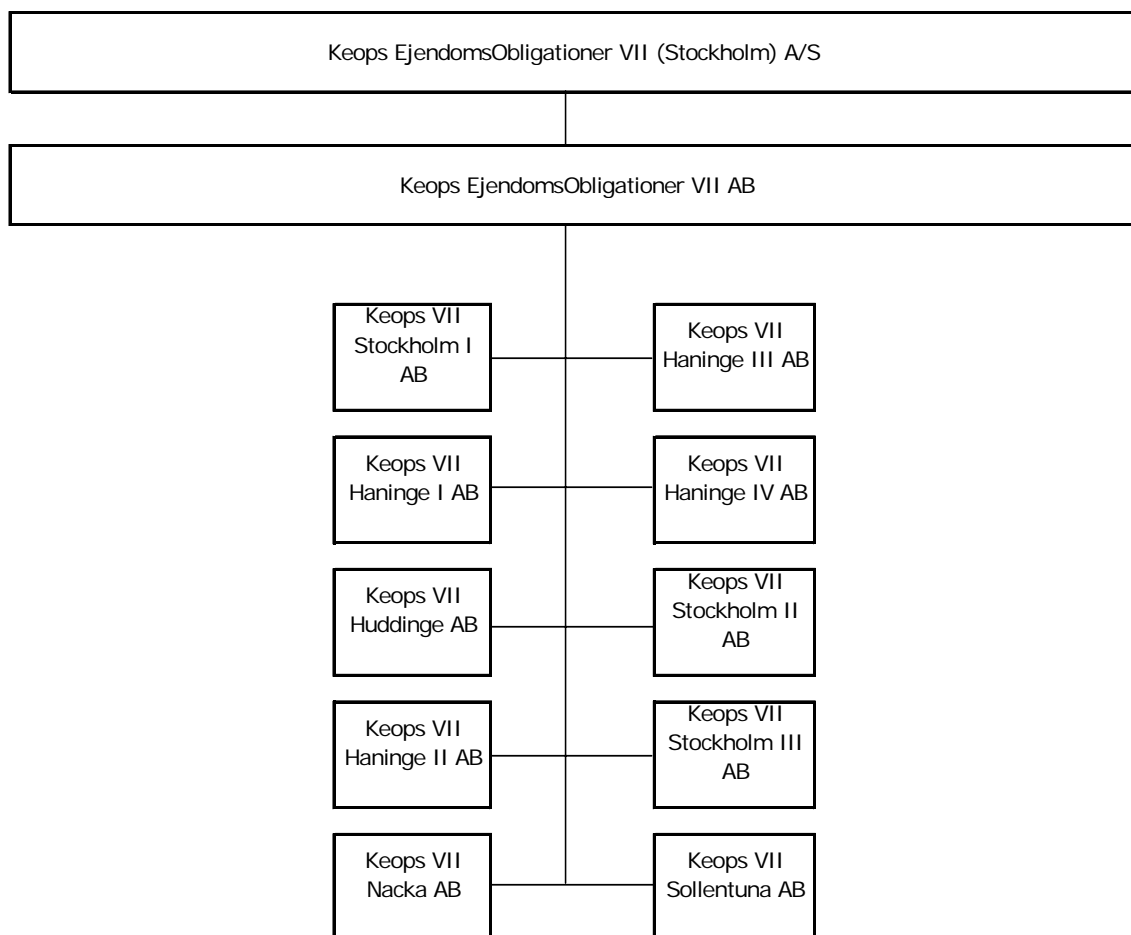 Keops EjendomsObligationer VII (Stockholm) A/S
Keops EjendomsObligationer VII AB
Keops VII
Stockholm I
AB
Keops VII
Haninge III AB
Keops VII
Haninge I AB
Keops VII
Haninge IV AB
Keops VII
Huddinge AB
Keops VII
Stockholm II
AB
Keops VII
Haninge II AB
Keops VII
Stockholm III
AB
Keops VII
Nacka AB
Keops VII
Sollentuna AB